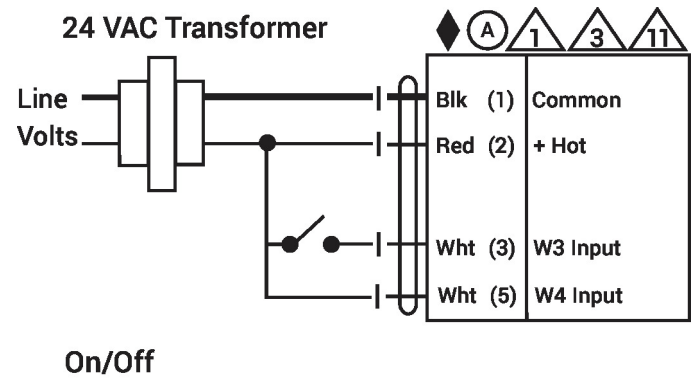 24 VAC Transformer
A 1 3 11
Line
Volts
Blk (1) Common
Red (2) + Hot
Wht (3) W3 Input
Wht (5) W4 Input
On/Off